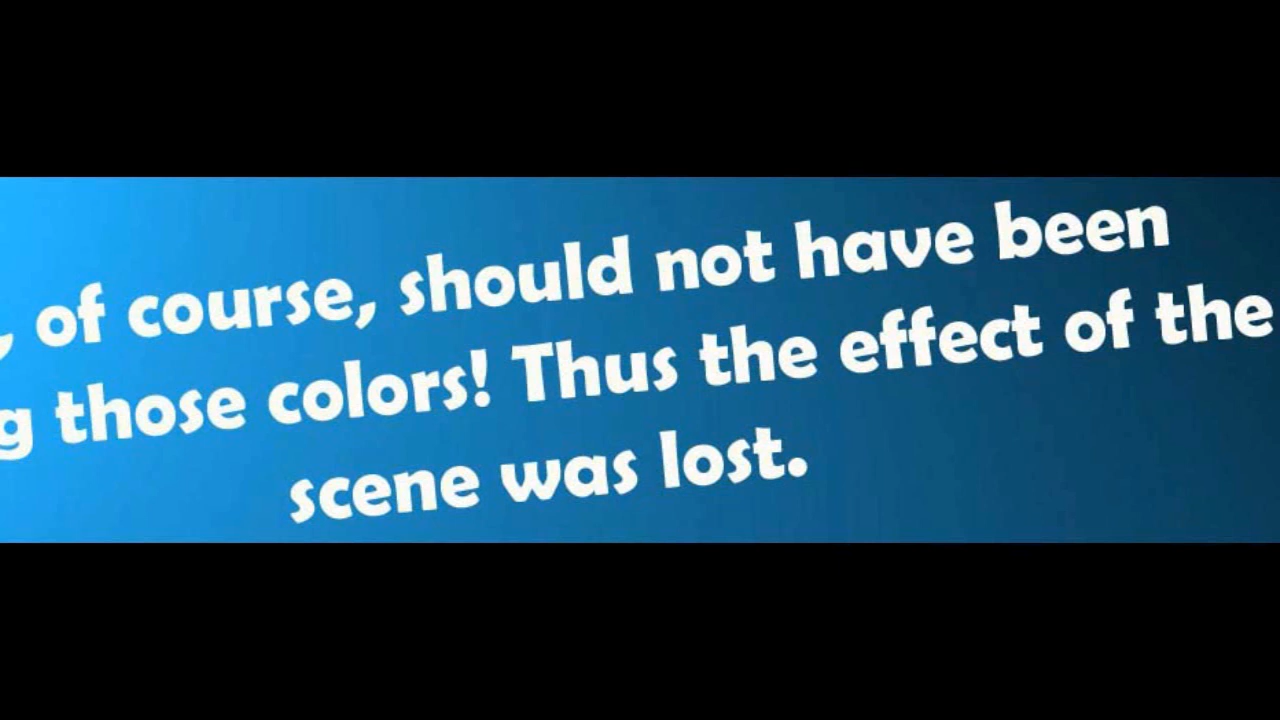 , of course, should not have been
g those colors! Thus the effect of the
scene was lost.